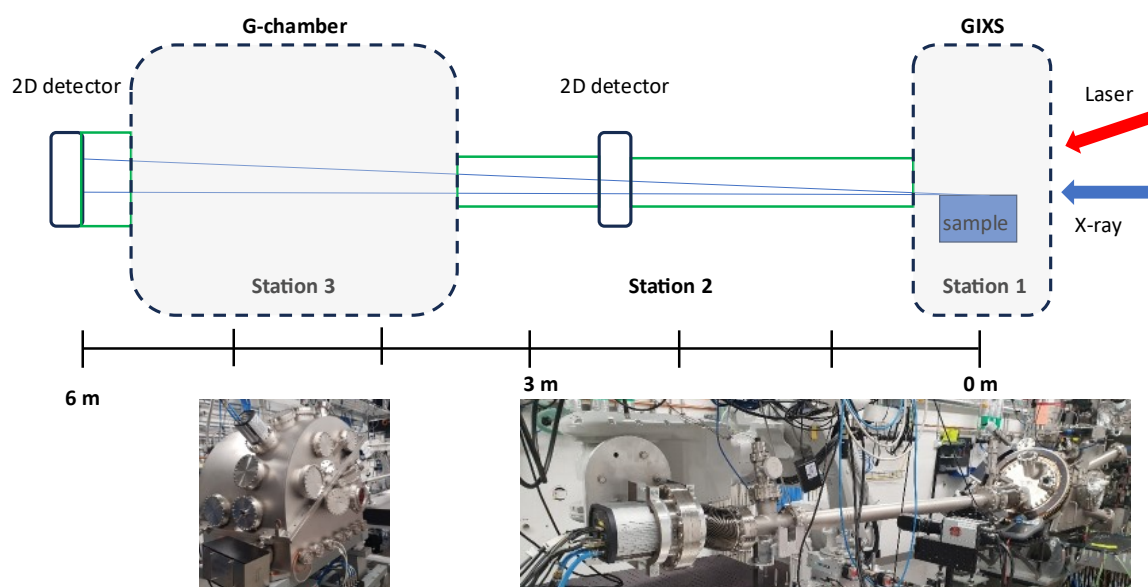 G-chamber
GIXS
2D detector
2D detector
Laser
sample
X-ray
Station 3
Station 2
Station 1
6 m
3 m
0 m